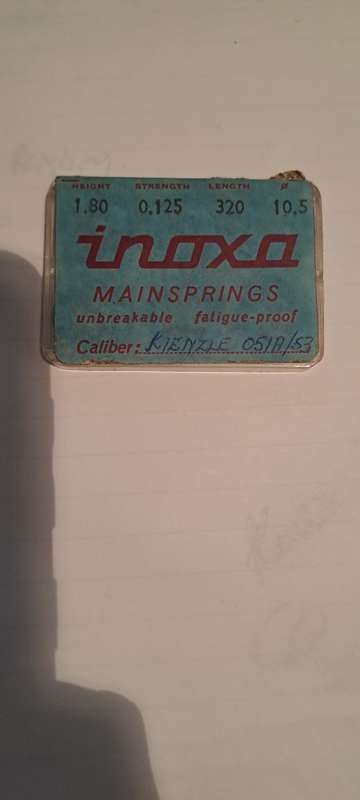 HEIGHT STRENGTH LENGTH Ø
1.80 0.125 320 10.5
inoxa
MAINSPRINGS
unbreakable fatigue-proof
Caliber: KIENZLE 051A/53